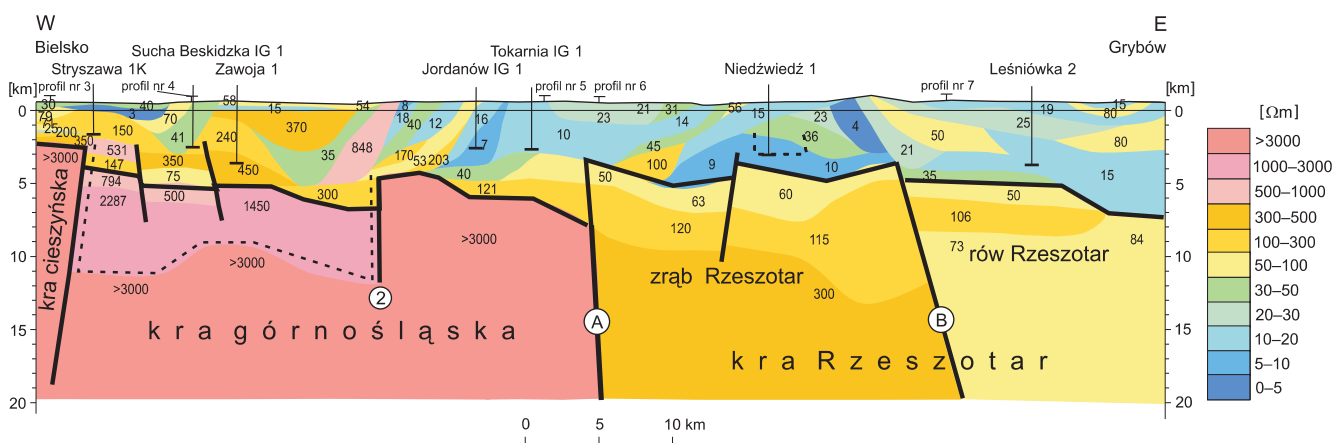 W E
Bielsko Grybów
Sucha Beskidzka IG 1 Tokarnia IG 1
Stryszawa 1K Zawoja 1 Jordanów IG 1 Niedźwiedź 1 Leśniówka 2
[km] profil nr 3 profil nr 4 profil nr 5 profil nr 6 profil nr 7 [km]
30 3 40 70 58 15 54 8 18 40 12 16 10 23 21 31 14 56 15 23 4 19 25 15 80 0
0 79 25 200 350 150 41 240 370 35 848 170 53 203 7 45 36 21 50 80
>3000 531 147 350 450 300 40 100 9 10 35 15
5 794 75 121 50 63 60 50 5
2287 500 1450 >3000 120 115 106 73 84
10 >3000 >3000 300 10
kra cieszyńska
zrąb Rzeszotar rów Rzeszotar
2 A B
15 kra górnośląska 15
kra Rzeszotar
20 20
0 5 10 km
[Ωm]
>3000
1000–3000
500–1000
300–500
100–300
50–100
30–50
20–30
10–20
5–10
0–5